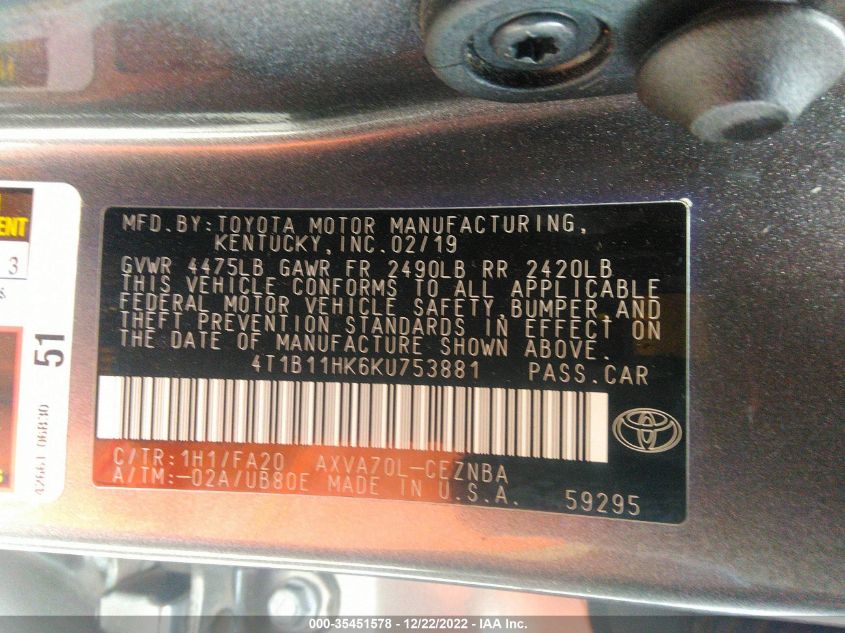 MFD.BY:TOYOTA MOTOR MANUFACTURING,
KENTUCKY,INC.02/19
GVWR 4475LB GAWR FR 2490LB RR 2420LB
THIS VEHICLE CONFORMS TO ALL APPLICABLE
FEDERAL MOTOR VEHICLE SAFETY,BUMPER,AND
THEFT PREVENTION STANDARDS IN EFFECT ON
THE DATE OF MANUFACTURE SHOWN ABOVE.
4T1B11HK6KU753881 PASS.CAR
C/TR:1H1/FA20 AXVA70L-CEZNBA
A/TM:-02A/UB80E MADE IN U.S.A. 59295
3
51
42661-06830
000-35451578 - 12/22/2022 - IAA Inc.